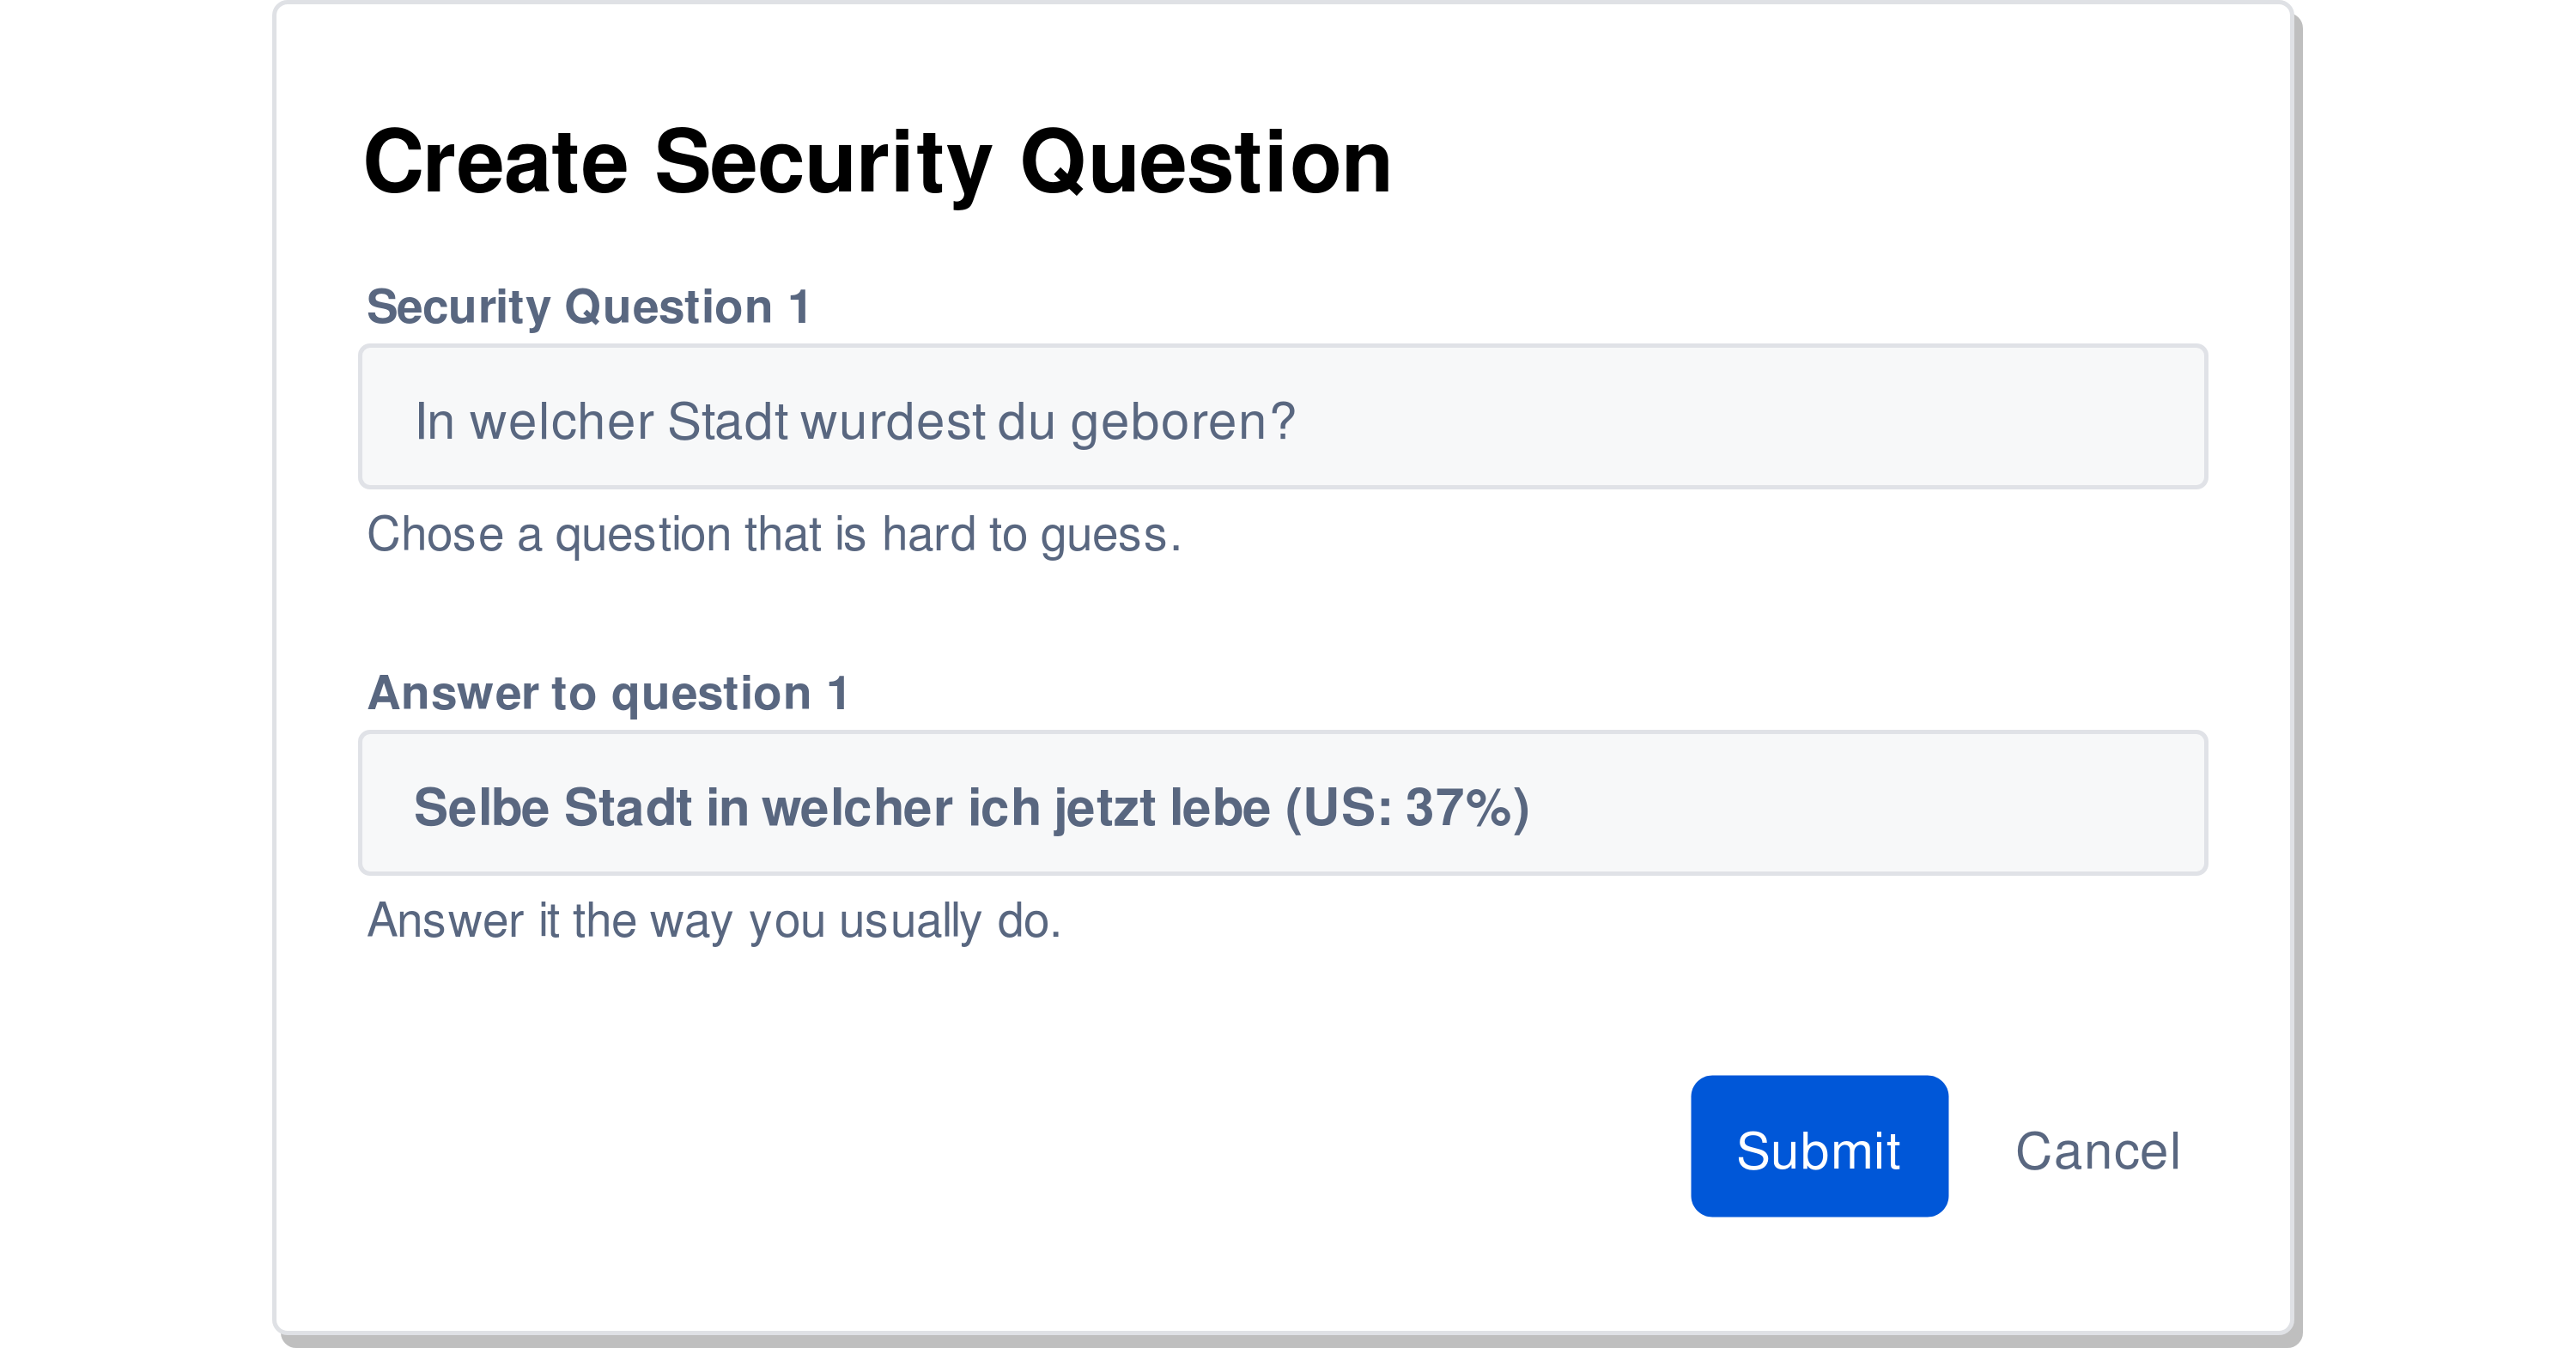 Create Security Question
Security Question 1
In welcher Stadt wurdest du geboren?
Chose a question that is hard to guess.
Answer to question 1
Selbe Stadt in welcher ich jetzt lebe (US: 37%)
Answer it the way you usually do.
Submit Cancel